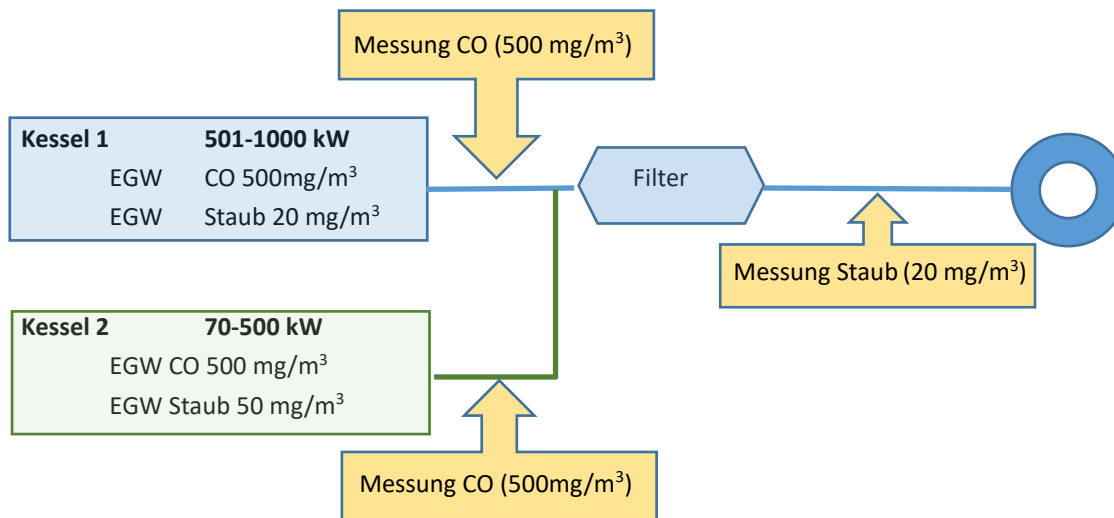 Messung CO (500 mg/m³)
Kessel 1 501-1000 kW
EGW CO 500mg/m³
EGW Staub 20 mg/m³
Filter
Messung Staub (20 mg/m³)
Kessel 2 70-500 kW
EGW CO 500 mg/m³
EGW Staub 50 mg/m³
Messung CO (500mg/m³)